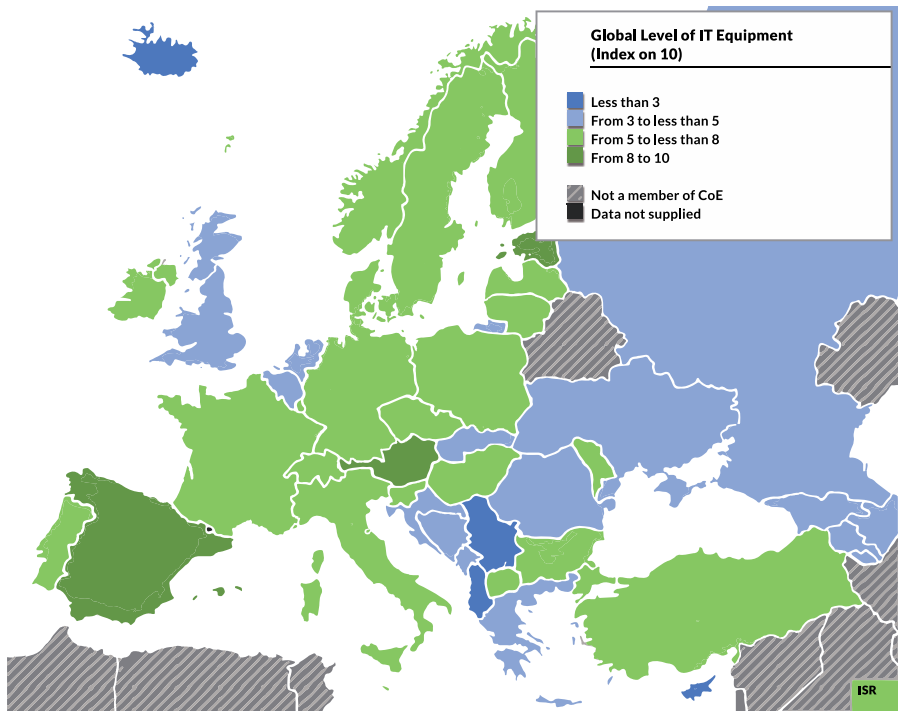 Global Level of IT Equipment
(Index on 10)
Less than 3
From 3 to less than 5
From 5 to less than 8
From 8 to 10
Not a member of CoE
Data not supplied
ISR